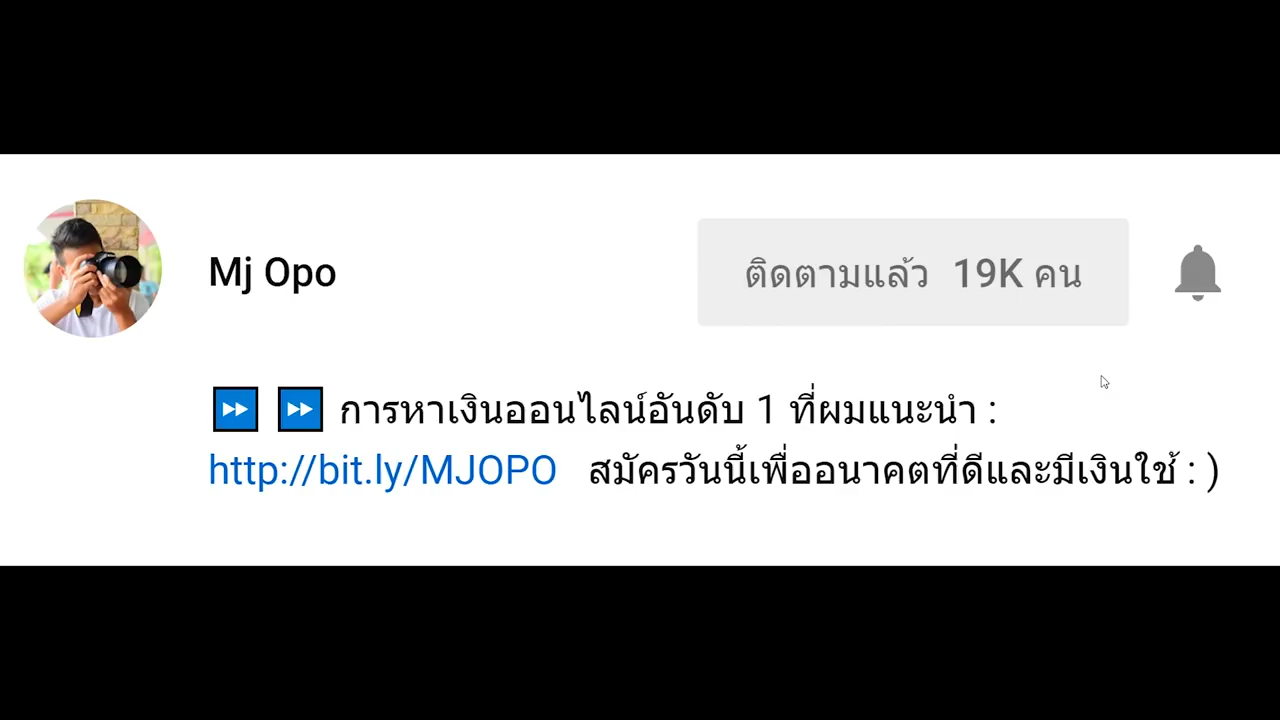 Mj Opo
ติดตามแล้ว 19K คน
⏩ ⏩ การหาเงินออนไลน์อันดับ 1 ที่ผมแนะนำ :
http://bit.ly/MJOPO สมัครวันนี้เพื่ออนาคตที่ดีและมีเงินใช้ : )